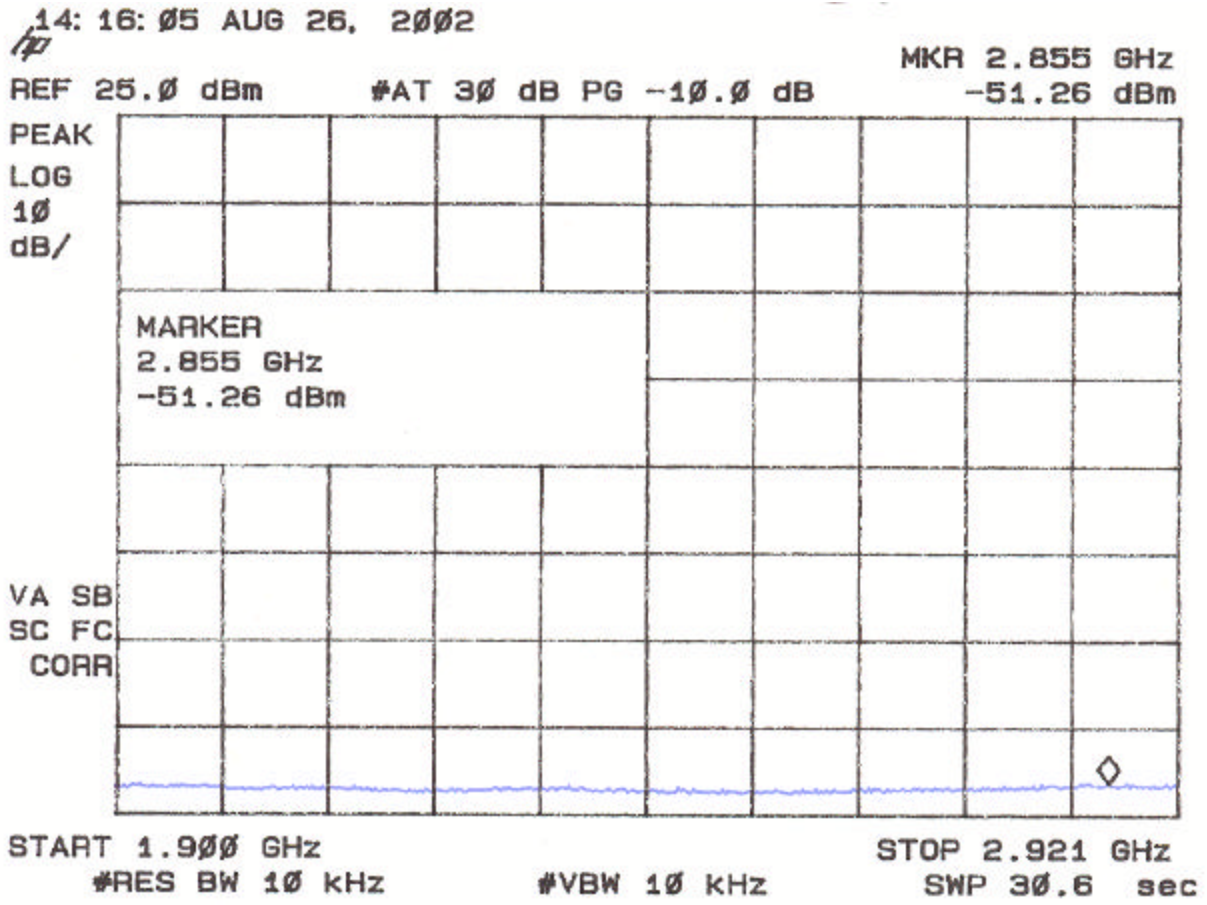 14:16:05 AUG 26, 2002
hp
MKR 2.855 GHz
REF 25.0 dBm #AT 30 dB PG -10.0 dB -51.26 dBm
PEAK
LOG
10
dB/
MARKER
2.855 GHz
-51.26 dBm
VA SB
SC FC
CORR
START 1.900 GHz STOP 2.921 GHz
#RES BW 10 kHz #VBW 10 kHz SWP 30.6 sec